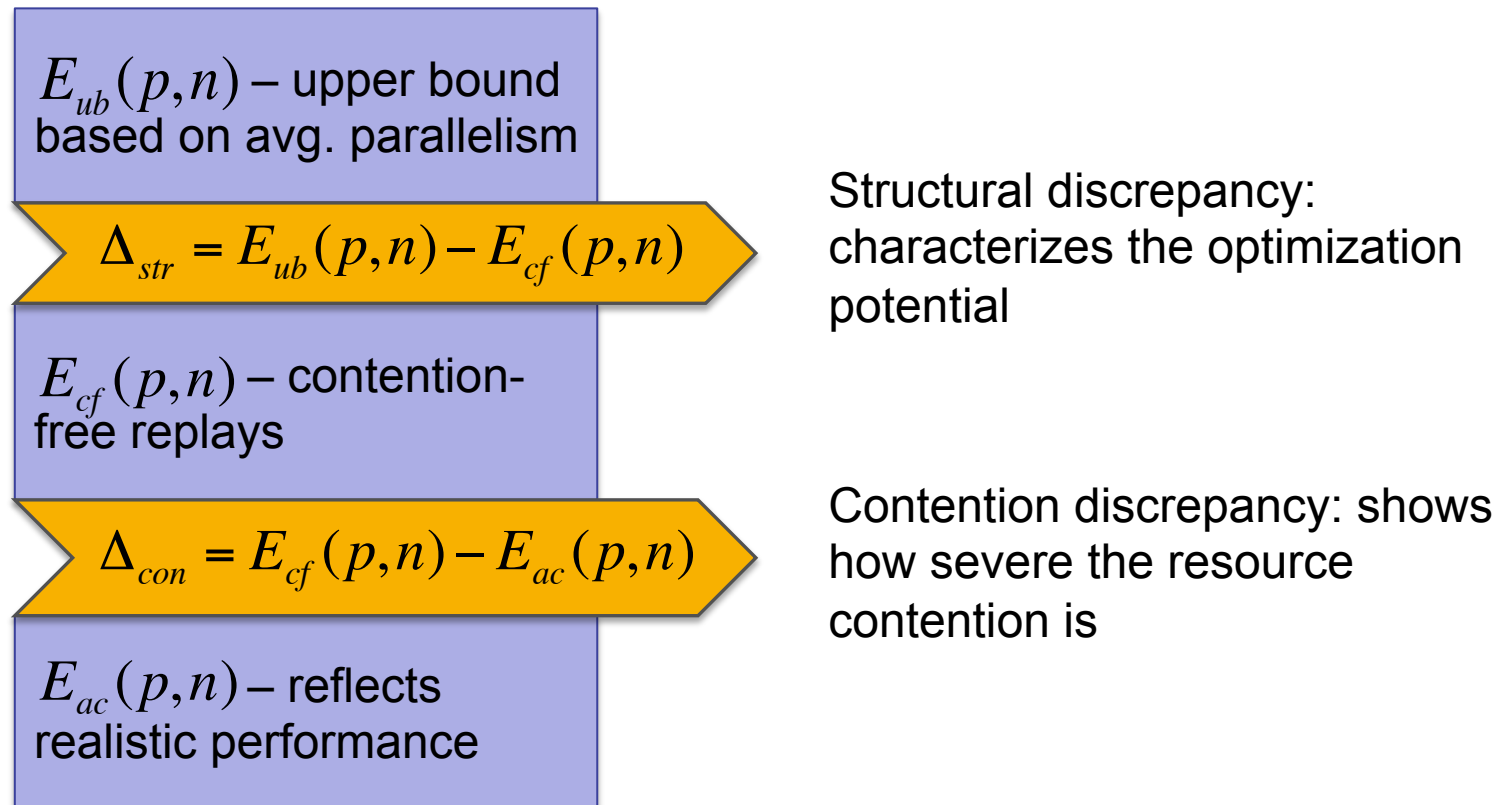 E_ub(p,n) – upper bound
based on avg. parallelism
Δ_str = E_ub(p,n) – E_cf(p,n)
Structural discrepancy:
characterizes the optimization
potential
E_cf(p,n) – contention-
free replays
Δ_con = E_cf(p,n) – E_ac(p,n)
Contention discrepancy: shows
how severe the resource
contention is
E_ac(p,n) – reflects
realistic performance